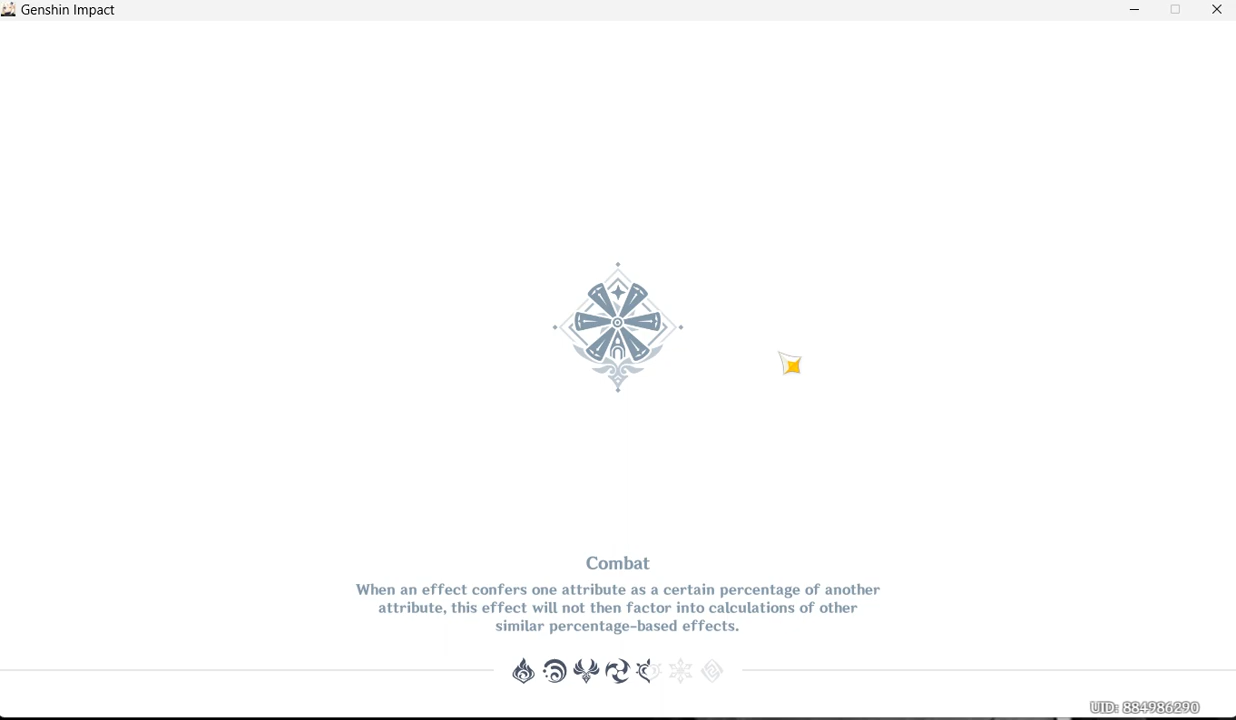 Genshin Impact
Combat
When an effect confers one attribute as a certain percentage of another
attribute, this effect will not then factor into calculations of other
similar percentage-based effects.
UID: 884986290